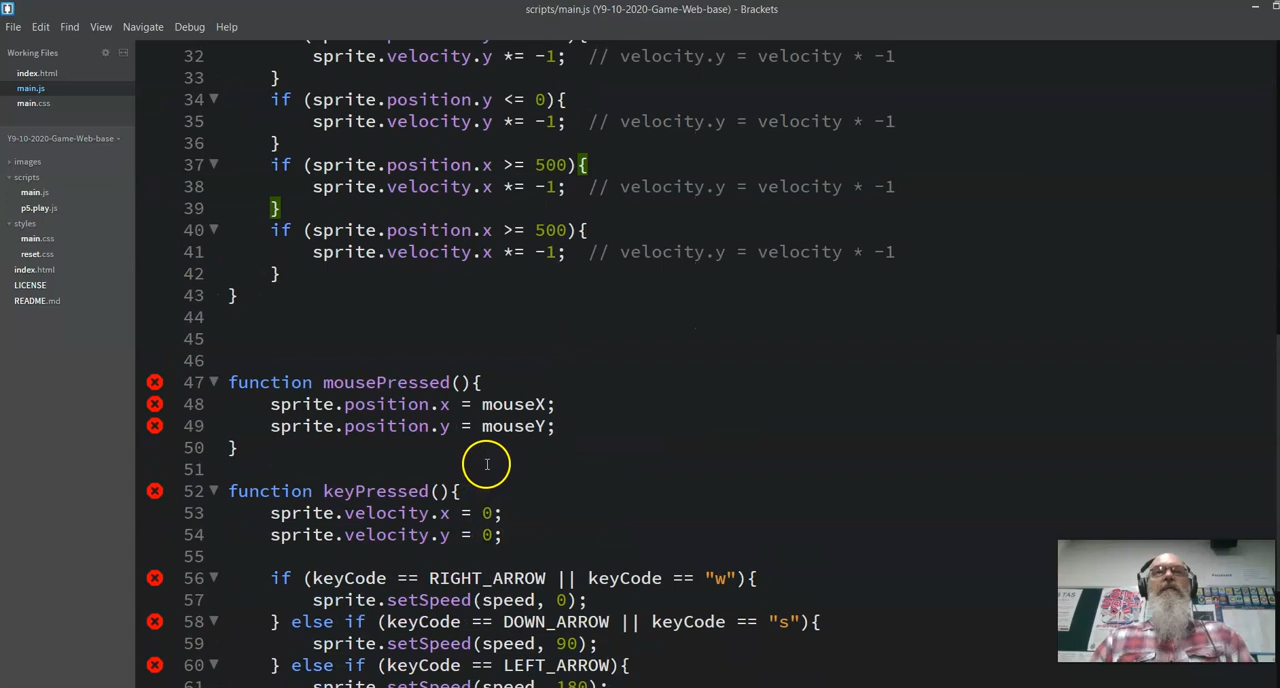 scripts/main.js (Y9-10-2020-Game-Web-base) - Brackets
File Edit Find View Navigate Debug Help
Working Files
index.html
main.js
main.css
Y9-10-2020-Game-Web-base
images
scripts
main.js
p5.play.js
styles
main.css
reset.css
index.html
LICENSE
README.md
32 sprite.velocity.y *= -1; // velocity.y = velocity * -1
33 }
34 if (sprite.position.y <= 0){
35 sprite.velocity.y *= -1; // velocity.y = velocity * -1
36 }
37 if (sprite.position.x >= 500){
38 sprite.velocity.x *= -1; // velocity.y = velocity * -1
39 }
40 if (sprite.position.x >= 500){
41 sprite.velocity.x *= -1; // velocity.y = velocity * -1
42 }
43 }
44
45
46
47 function mousePressed(){
48 sprite.position.x = mouseX;
49 sprite.position.y = mouseY;
50 }
51
52 function keyPressed(){
53 sprite.velocity.x = 0;
54 sprite.velocity.y = 0;
55
56 if (keyCode == RIGHT_ARROW || keyCode == "w"){
57 sprite.setSpeed(speed, 0);
58 } else if (keyCode == DOWN_ARROW || keyCode == "s"){
59 sprite.setSpeed(speed, 90);
60 } else if (keyCode == LEFT_ARROW){
61 sprite.setSpeed(speed, 180);